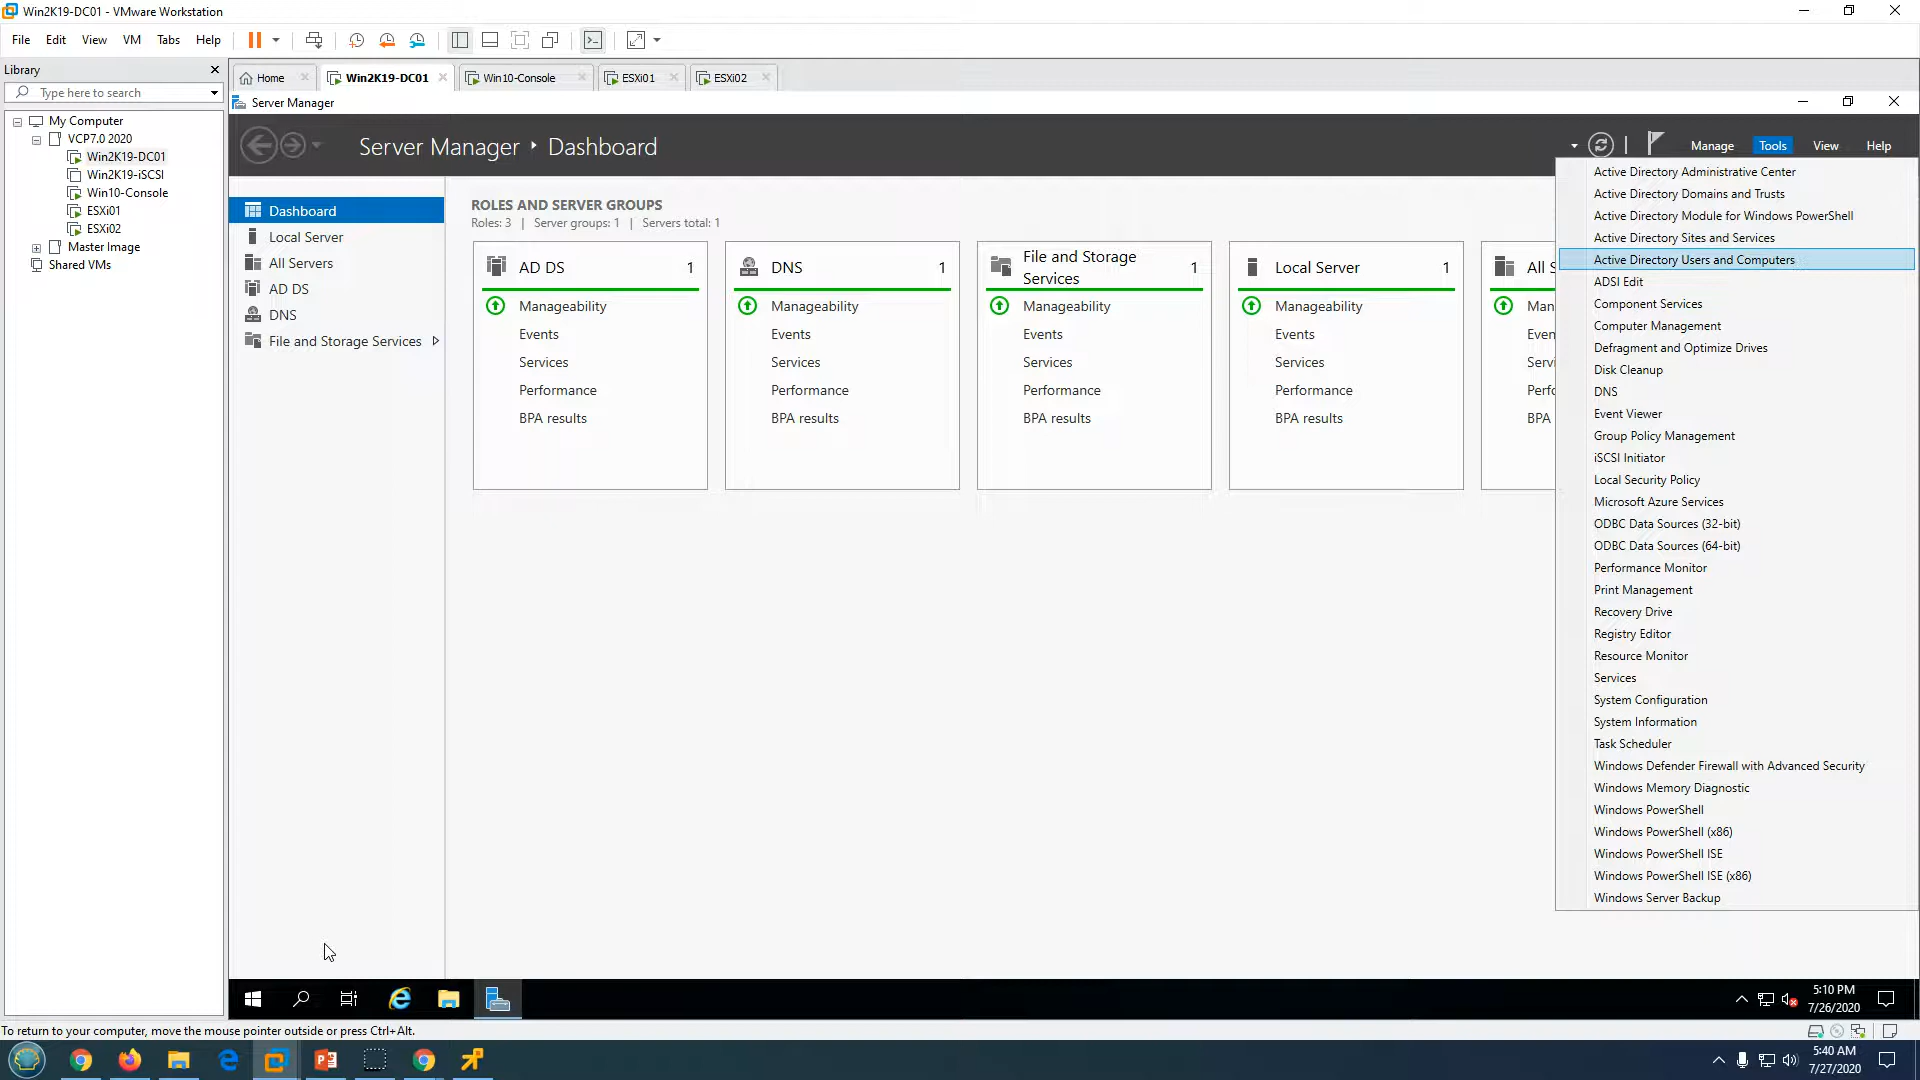 Win2K19-DC01 - VMware Workstation
File Edit View VM Tabs Help
Library
Type here to search
My Computer
VCP7.0 2020
Win2K19-DC01
Win2K19-iSCSI
Win10-Console
ESXi01
ESXi02
Master Image
Shared VMs
Home
Win2K19-DC01
Win10-Console
ESXi01
ESXi02
Server Manager
Server Manager Dashboard
Manage Tools View Help
Dashboard
Local Server
All Servers
AD DS
DNS
File and Storage Services
ROLES AND SERVER GROUPS
Roles: 3 | Server groups: 1 | Servers total: 1
AD DS 1
Manageability
Events
Services
Performance
BPA results
DNS 1
Manageability
Events
Services
Performance
BPA results
File and Storage
Services 1
Manageability
Events
Services
Performance
BPA results
Local Server 1
Manageability
Events
Services
Performance
BPA results
All S
Man
Even
Servi
Perfo
BPA
Active Directory Administrative Center
Active Directory Domains and Trusts
Active Directory Module for Windows PowerShell
Active Directory Sites and Services
Active Directory Users and Computers
ADSI Edit
Component Services
Computer Management
Defragment and Optimize Drives
Disk Cleanup
DNS
Event Viewer
Group Policy Management
iSCSI Initiator
Local Security Policy
Microsoft Azure Services
ODBC Data Sources (32-bit)
ODBC Data Sources (64-bit)
Performance Monitor
Print Management
Recovery Drive
Registry Editor
Resource Monitor
Services
System Configuration
System Information
Task Scheduler
Windows Defender Firewall with Advanced Security
Windows Memory Diagnostic
Windows PowerShell
Windows PowerShell (x86)
Windows PowerShell ISE
Windows PowerShell ISE (x86)
Windows Server Backup
5:10 PM
7/26/2020
To return to your computer, move the mouse pointer outside or press Ctrl+Alt.
5:40 AM
7/27/2020